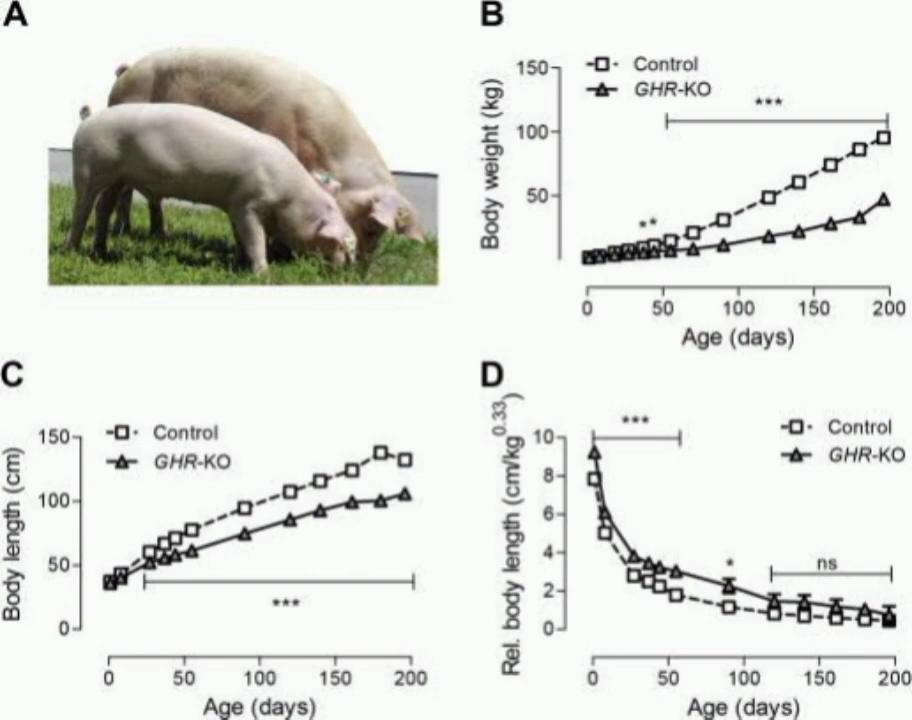 A
B
Control
GHR-KO
***
**
Body weight (kg)
150
100
50
0 50 100 150 200
Age (days)
C
Control
GHR-KO
***
Body length (cm)
150
100
50
0
0 50 100 150 200
Age (days)
D
Control
GHR-KO
***
*
ns
Rel. body length (cm/kg0.33)
10
8
6
4
2
0
0 50 100 150 200
Age (days)